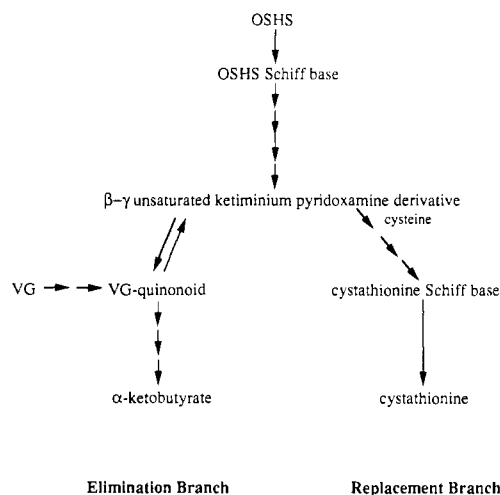 OSHS
OSHS Schiff base
β–γ unsaturated ketiminium pyridoxamine derivative
cysteine
VG
VG-quinonoid
cystathionine Schiff base
α-ketobutyrate
cystathionine
Elimination Branch
Replacement Branch